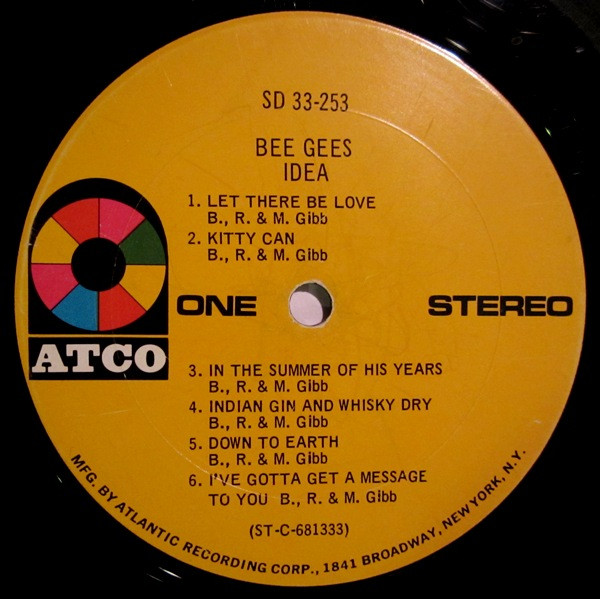 SD 33-253
BEE GEES
IDEA
1. LET THERE BE LOVE
B., R. & M. Gibb
2. KITTY CAN
B., R. & M. Gibb
ONE
STEREO
ATCO
3. IN THE SUMMER OF HIS YEARS
B., R. & M. Gibb
4. INDIAN GIN AND WHISKY DRY
B., R. & M. Gibb
5. DOWN TO EARTH
B., R. & M. Gibb
6. I'VE GOTTA GET A MESSAGE
TO YOU B., R. & M. Gibb
(ST-C-681333)
MFG. BY ATLANTIC RECORDING CORP., 1841 BROADWAY, NEW YORK, N.Y.